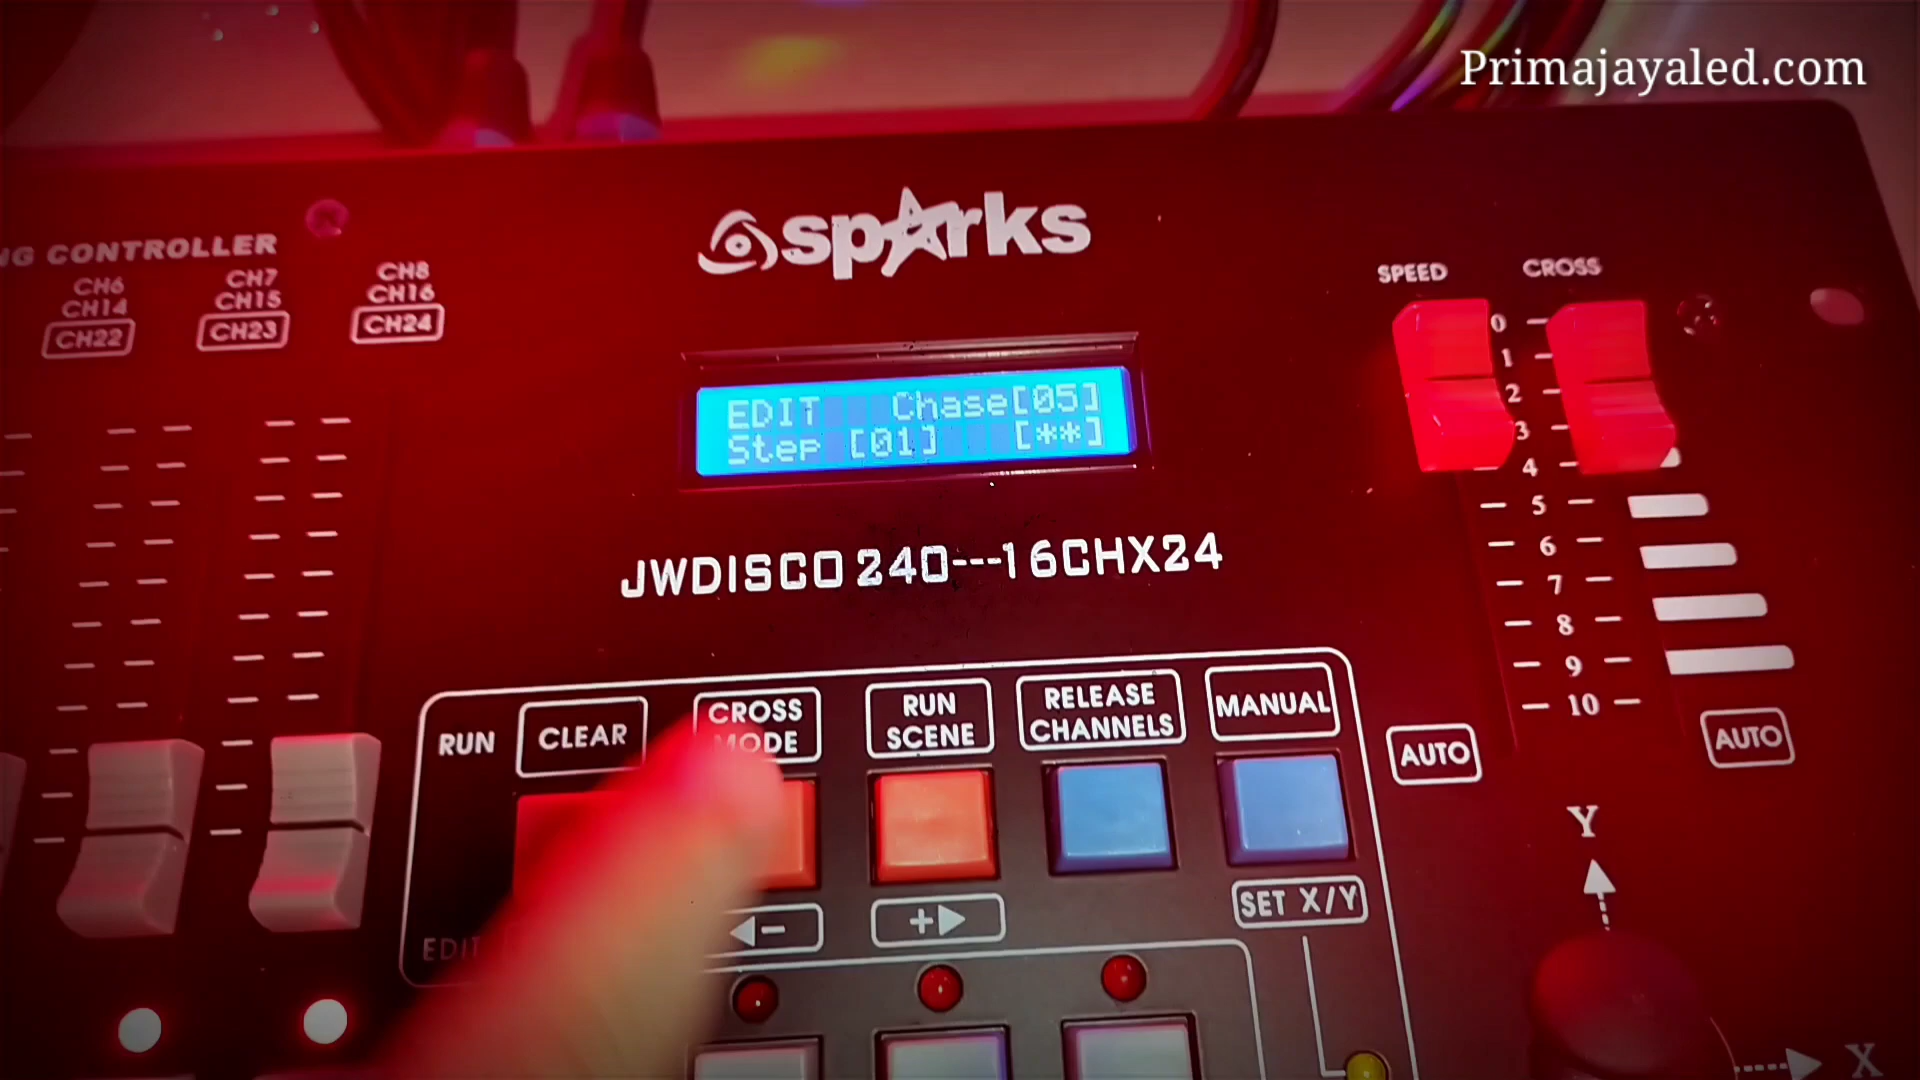 Primajayaled.com
sparks
NG CONTROLLER
CH6
CH14
CH22
CH7
CH15
CH23
CH8
CH16
CH24
SPEED
CROSS
0
1
2
3
4
5
6
7
8
9
10
EDIT Chase[05]
Step [01] [**]
JWDISCO 240---16CHX24
RUN
CLEAR
CROSS
MODE
RUN
SCENE
RELEASE
CHANNELS
MANUAL
AUTO
AUTO
◀−
+▶
SET X/Y
EDIT
Y
X